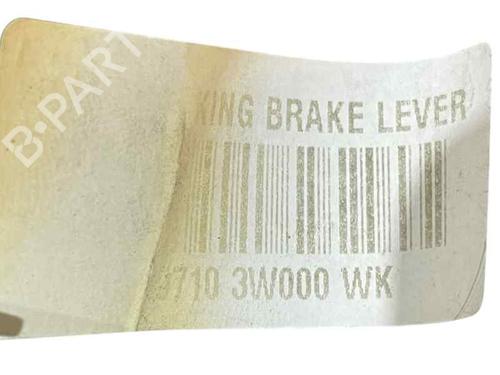 B·PART
KING BRAKE LEVER
710 3W000 WK